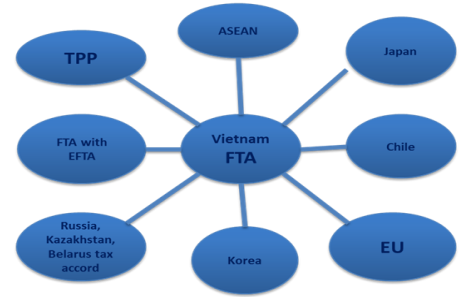 ASEAN
TPP
Japan
Vietnam
FTA
FTA with
EFTA
Chile
Russia,
Kazakhstan,
Belarus tax
accord
Korea
EU